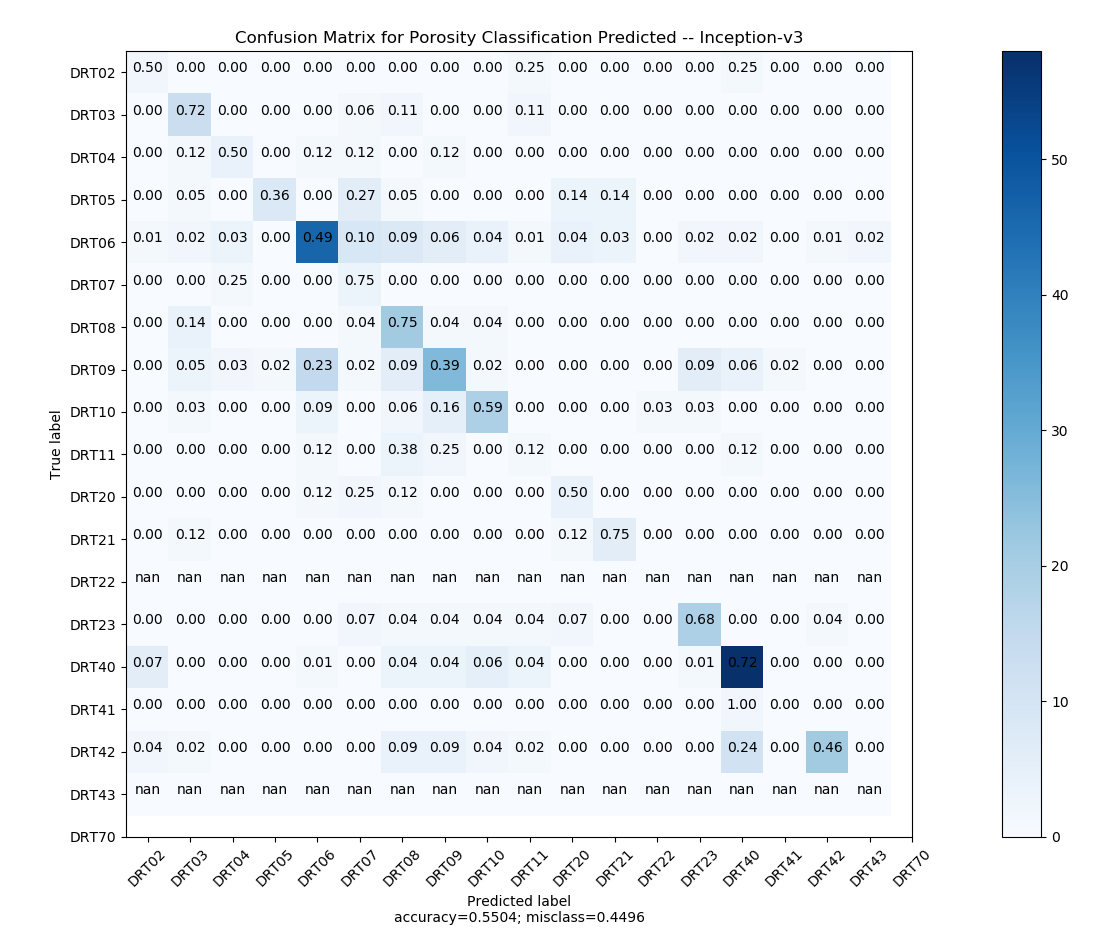 Confusion Matrix for Porosity Classification Predicted -- Inception-v3
DRT02 0.50 0.00 0.00 0.00 0.00 0.00 0.00 0.00 0.00 0.25 0.00 0.00 0.00 0.00 0.25 0.00 0.00 0.00
DRT03 0.00 0.72 0.00 0.00 0.00 0.06 0.11 0.00 0.00 0.11 0.00 0.00 0.00 0.00 0.00 0.00 0.00 0.00
DRT04 0.00 0.12 0.50 0.00 0.12 0.12 0.00 0.12 0.00 0.00 0.00 0.00 0.00 0.00 0.00 0.00 0.00 0.00
DRT05 0.00 0.05 0.00 0.36 0.00 0.27 0.05 0.00 0.00 0.00 0.14 0.14 0.00 0.00 0.00 0.00 0.00 0.00
DRT06 0.01 0.02 0.03 0.00 0.49 0.10 0.09 0.06 0.04 0.01 0.04 0.03 0.00 0.02 0.02 0.00 0.01 0.02
DRT07 0.00 0.00 0.25 0.00 0.00 0.75 0.00 0.00 0.00 0.00 0.00 0.00 0.00 0.00 0.00 0.00 0.00 0.00
DRT08 0.00 0.14 0.00 0.00 0.00 0.04 0.75 0.04 0.04 0.00 0.00 0.00 0.00 0.00 0.00 0.00 0.00 0.00
DRT09 0.00 0.05 0.03 0.02 0.23 0.02 0.09 0.39 0.02 0.00 0.00 0.00 0.00 0.09 0.06 0.02 0.00 0.00
DRT10 0.00 0.03 0.00 0.00 0.09 0.00 0.06 0.16 0.59 0.00 0.00 0.00 0.03 0.03 0.00 0.00 0.00 0.00
DRT11 0.00 0.00 0.00 0.00 0.12 0.00 0.38 0.25 0.00 0.12 0.00 0.00 0.00 0.00 0.12 0.00 0.00 0.00
DRT20 0.00 0.00 0.00 0.00 0.12 0.25 0.12 0.00 0.00 0.00 0.50 0.00 0.00 0.00 0.00 0.00 0.00 0.00
DRT21 0.00 0.12 0.00 0.00 0.00 0.00 0.00 0.00 0.00 0.00 0.12 0.75 0.00 0.00 0.00 0.00 0.00 0.00
DRT22 nan nan nan nan nan nan nan nan nan nan nan nan nan nan nan nan nan nan
DRT23 0.00 0.00 0.00 0.00 0.00 0.07 0.04 0.04 0.04 0.04 0.07 0.00 0.00 0.68 0.00 0.00 0.04 0.00
DRT40 0.07 0.00 0.00 0.00 0.01 0.00 0.04 0.04 0.06 0.04 0.00 0.00 0.00 0.01 0.72 0.00 0.00 0.00
DRT41 0.00 0.00 0.00 0.00 0.00 0.00 0.00 0.00 0.00 0.00 0.00 0.00 0.00 0.00 1.00 0.00 0.00 0.00
DRT42 0.04 0.02 0.00 0.00 0.00 0.00 0.09 0.09 0.04 0.02 0.00 0.00 0.00 0.00 0.24 0.00 0.46 0.00
DRT43 nan nan nan nan nan nan nan nan nan nan nan nan nan nan nan nan nan nan
DRT70
True label
DRT02 DRT03 DRT04 DRT05 DRT06 DRT07 DRT08 DRT09 DRT10 DRT11 DRT20 DRT21 DRT22 DRT23 DRT40 DRT41 DRT42 DRT43 DRT70
Predicted label
accuracy=0.5504; misclass=0.4496
50
40
30
20
10
0